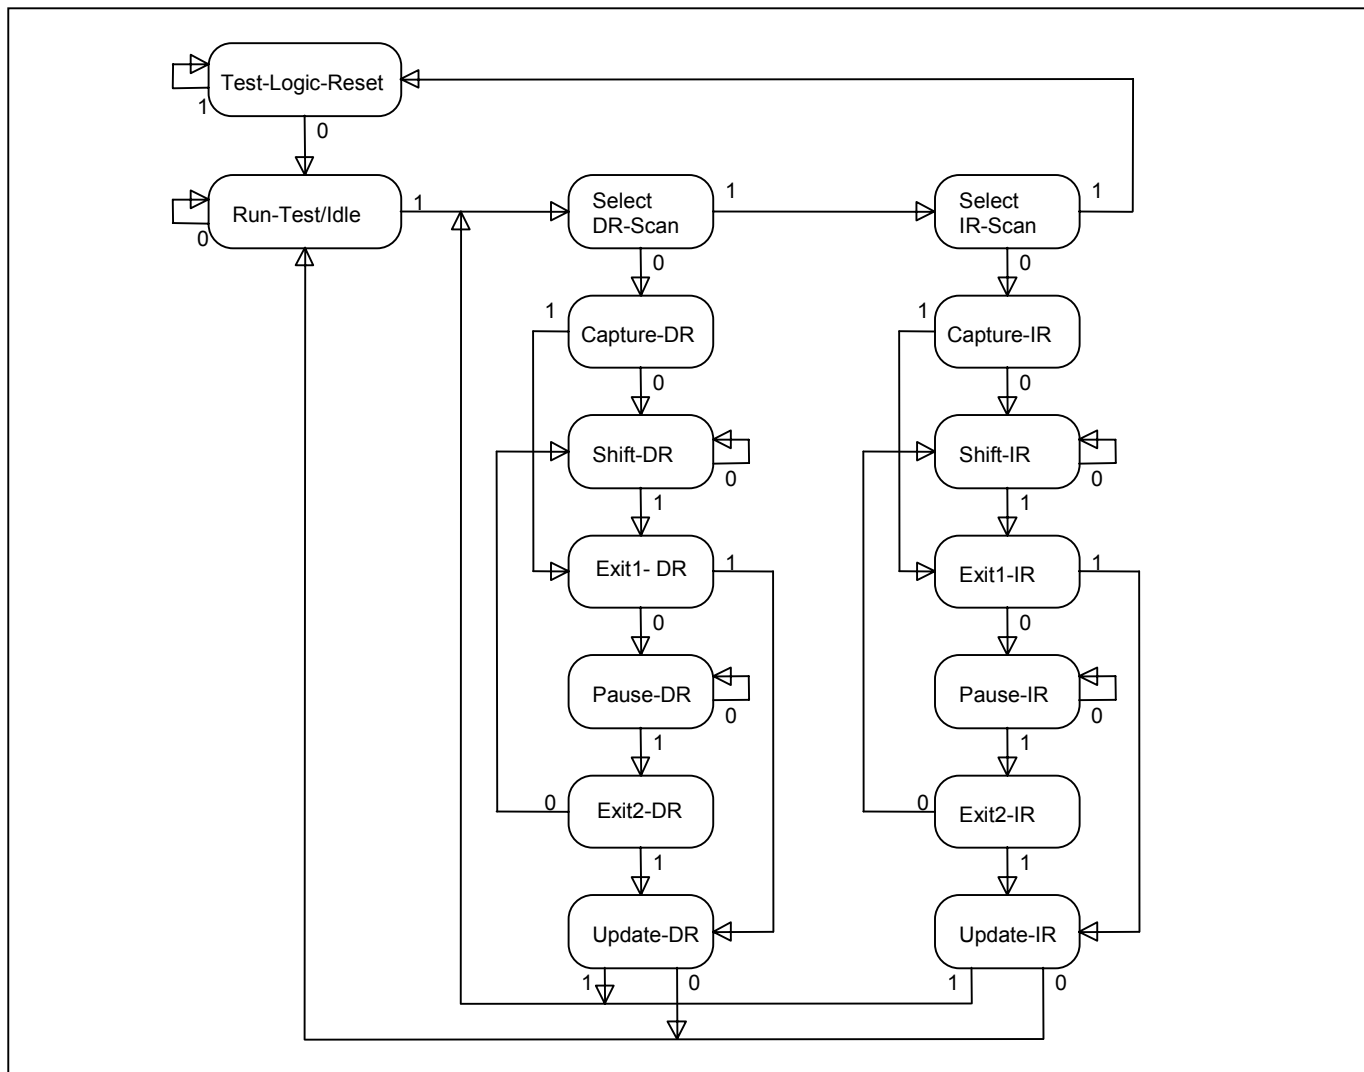 Test-Logic-Reset
1
0
Run-Test/Idle
0
1
Select
DR-Scan
1
0
Select
IR-Scan
1
0
1
Capture-DR
0
1
Capture-IR
0
Shift-DR
0
1
Shift-IR
0
1
Exit1- DR
1
0
Exit1-IR
1
0
Pause-DR
0
1
Pause-IR
0
1
0
Exit2-DR
1
0
Exit2-IR
1
Update-DR
1
0
Update-IR
1
0